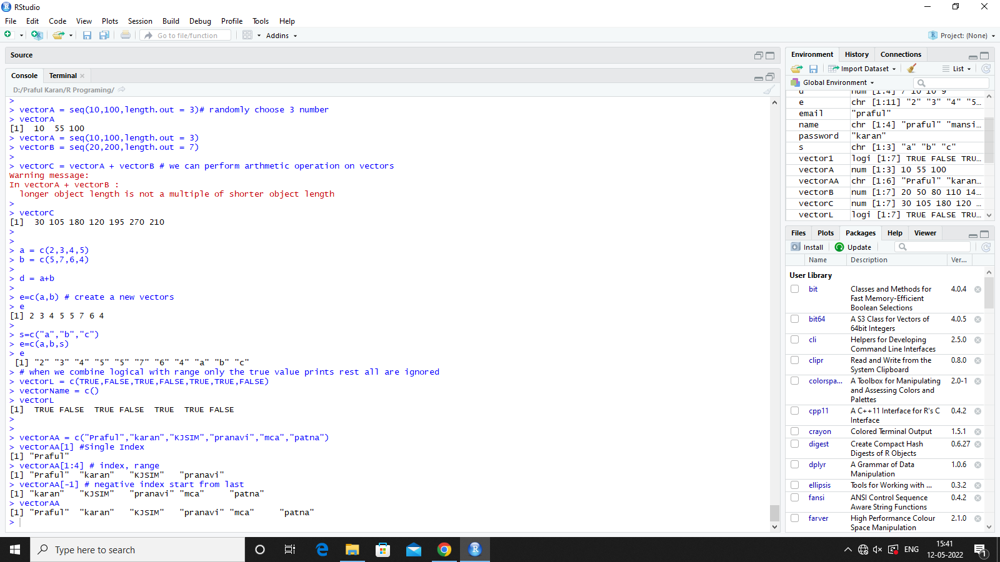 RStudio
File Edit Code View Plots Session Build Debug Profile Tools Help
Go to file/function Addins Project: (None)
Source
Console Terminal
D:/Praful Karan/R Programing/
>
> vectorA = seq(10,100,length.out = 3)# randomly choose 3 number
> vectorA
[1]  10  55 100
> vectorA = seq(10,100,length.out = 3)
> vectorB = seq(20,200,length.out = 7)
>
> vectorC = vectorA + vectorB # we can perform arthmetic operation on vectors
Warning message:
In vectorA + vectorB :
  longer object length is not a multiple of shorter object length
>
> vectorC
[1]  30 105 180 120 195 270 210
>
>
> a = c(2,3,4,5)
> b = c(5,7,6,4)
>
> d = a+b
>
> e=c(a,b) # create a new vectors
> e
[1] 2 3 4 5 5 7 6 4
>
> s=c("a","b","c")
> e=c(a,b,s)
> e
 [1] "2" "3" "4" "5" "5" "7" "6" "4" "a" "b" "c"
> # when we combine logical with range only the true value prints rest all are ignored
> vectorL = c(TRUE,FALSE,TRUE,FALSE,TRUE,TRUE,FALSE)
> vectorName = c()
> vectorL
[1]  TRUE FALSE  TRUE FALSE  TRUE  TRUE FALSE
>
>
> vectorAA = c("Praful","karan","KJSIM","pranavi","mca","patna")
> vectorAA[1] #Single Index
[1] "Praful"
> vectorAA[1:4] # index, range
[1] "Praful"  "karan"   "KJSIM"   "pranavi"
> vectorAA[-1] # negative index start from last
[1] "karan"   "KJSIM"   "pranavi" "mca"     "patna"
> vectorAA
[1] "Praful"  "karan"   "KJSIM"   "pranavi" "mca"     "patna"
>
Environment History Connections
Import Dataset List
Global Environment
d num [1:4] 7 10 10 9
e chr [1:11] "2" "3" "4" "5...
email "praful"
name chr [1:4] "praful" "mansi...
password "karan"
s chr [1:3] "a" "b" "c"
vector1 logi [1:7] TRUE FALSE TRU...
vectorA num [1:3] 10 55 100
vectorAA chr [1:6] "Praful" "karan...
vectorB num [1:7] 20 50 80 110 14...
vectorC num [1:7] 30 105 180 120 ...
vectorL logi [1:7] TRUE FALSE TRU...
Files Plots Packages Help Viewer
Install Update
Name Description Ver...
User Library
bit Classes and Methods for 4.0.4
Fast Memory-Efficient
Boolean Selections
bit64 A S3 Class for Vectors of 4.0.5
64bit Integers
cli Helpers for Developing 2.5.0
Command Line Interfaces
clipr Read and Write from the 0.8.0
System Clipboard
colorspa... A Toolbox for Manipulating 2.0-1
and Assessing Colors and
Palettes
cpp11 A C++11 Interface for R's C 0.4.2
Interface
crayon Colored Terminal Output 1.5.1
digest Create Compact Hash 0.6.27
Digests of R Objects
dplyr A Grammar of Data 1.0.6
Manipulation
ellipsis Tools for Working with ... 0.3.2
fansi ANSI Control Sequence 0.4.2
Aware String Functions
farver High Performance Colour 2.1.0
Space Manipulation
Type here to search
ENG
15:41
12-05-2022
1